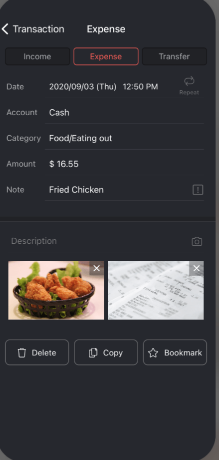 Transaction Expense
Income Expense Transfer
Date 2020/09/03 (Thu) 12:50 PM Repeat
Account Cash
Category Food/Eating out
Amount $ 16.55
Note Fried Chicken
Description
Delete Copy Bookmark